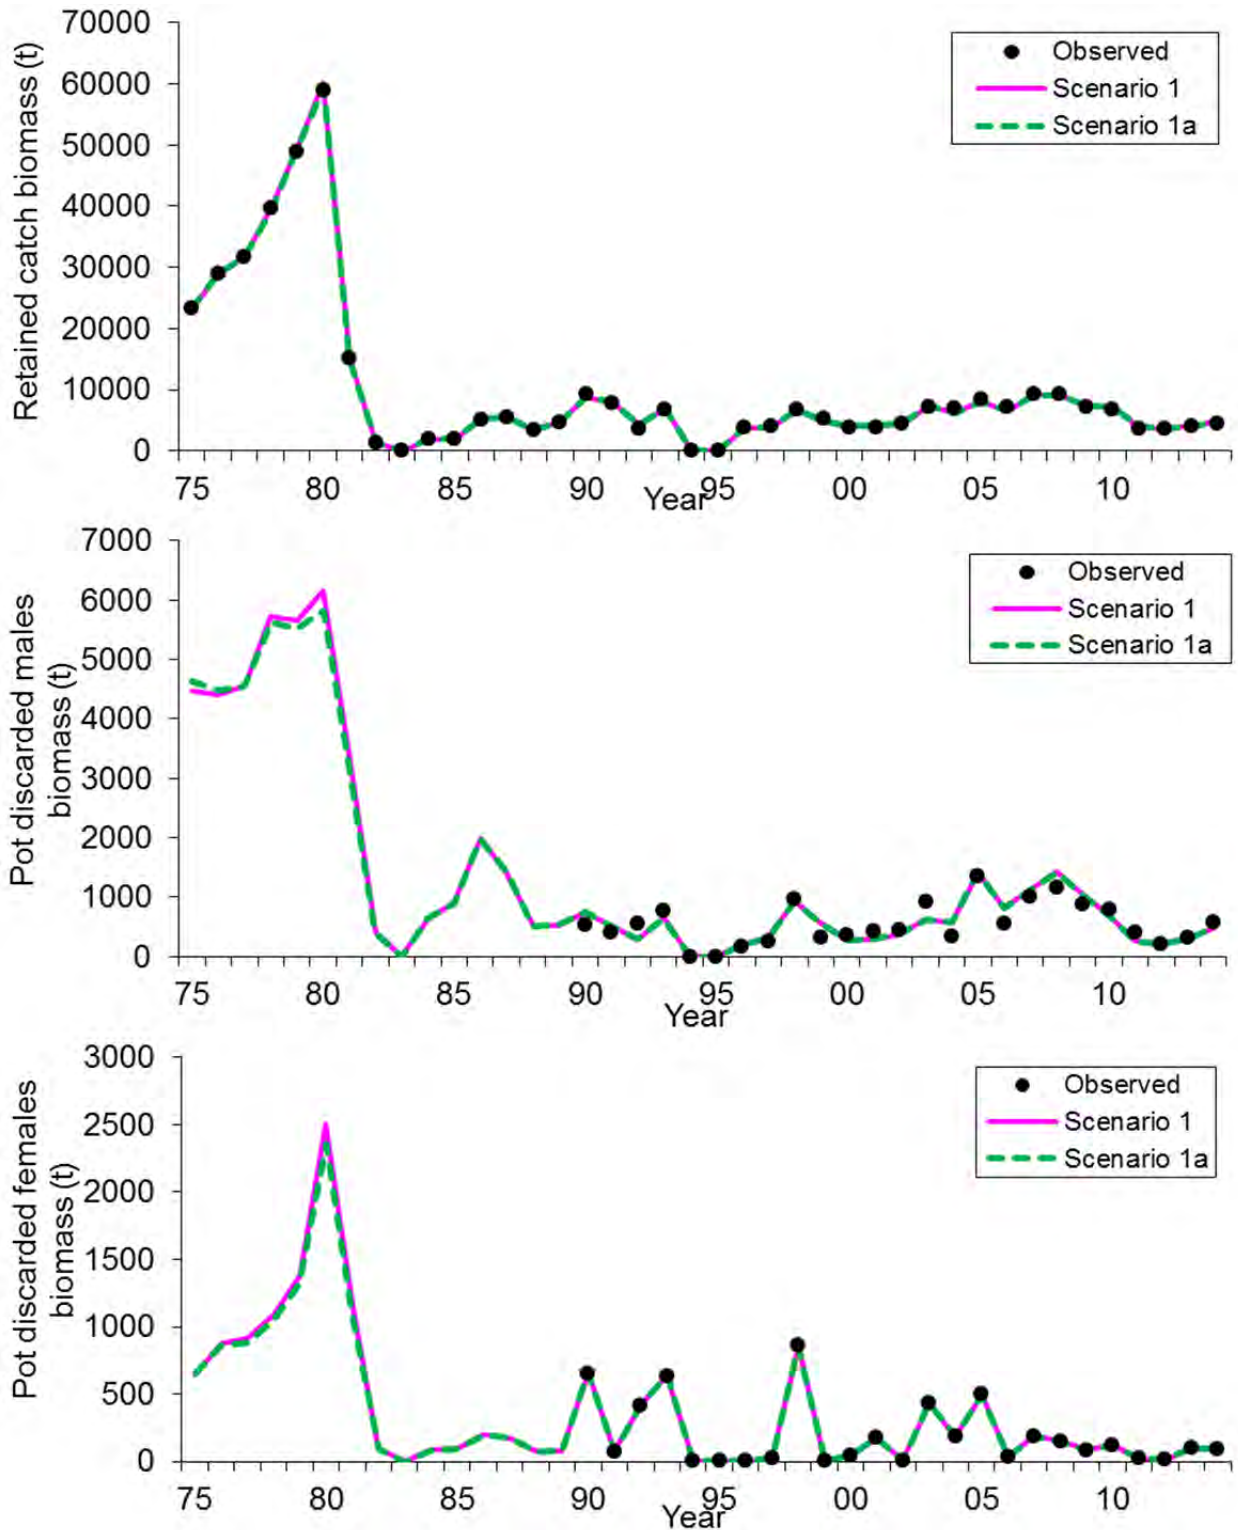 Retained catch biomass (t)
70000
60000
50000
40000
30000
20000
10000
0
Observed
Scenario 1
Scenario 1a
75 80 85 90 95 00 05 10
Year
Pot discarded males
biomass (t)
7000
6000
5000
4000
3000
2000
1000
0
Observed
Scenario 1
Scenario 1a
75 80 85 90 95 00 05 10
Year
Pot discarded females
biomass (t)
3000
2500
2000
1500
1000
500
0
Observed
Scenario 1
Scenario 1a
75 80 85 90 95 00 05 10
Year